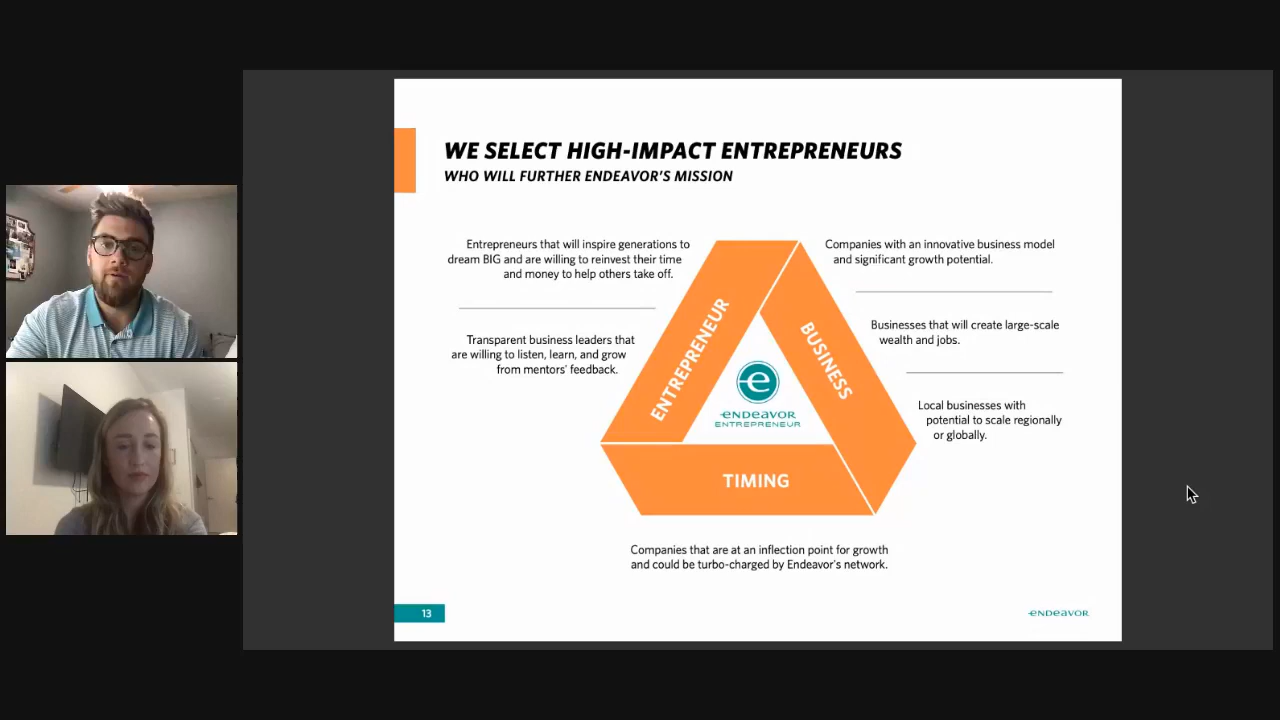 WE SELECT HIGH-IMPACT ENTREPRENEURS
WHO WILL FURTHER ENDEAVOR'S MISSION
Entrepreneurs that will inspire generations to
dream BIG and are willing to reinvest their time
and money to help others take off.
Transparent business leaders that
are willing to listen, learn, and grow
from mentors' feedback.
ENTREPRENEUR
BUSINESS
TIMING
e
ENDEAVOR
ENTREPRENEUR
Companies with an innovative business model
and significant growth potential.
Businesses that will create large-scale
wealth and jobs.
Local businesses with
potential to scale regionally
or globally.
Companies that are at an inflection point for growth
and could be turbo-charged by Endeavor's network.
13
ENDEAVOR